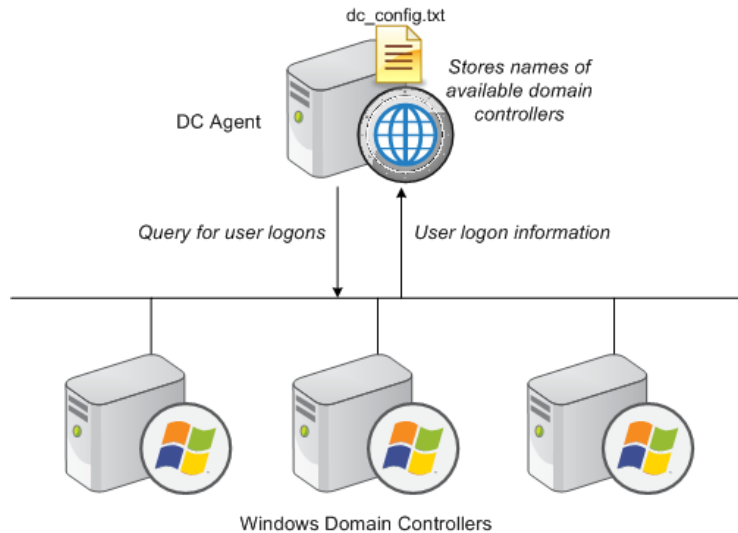 dc_config.txt
Stores names of
available domain
controllers
DC Agent
Query for user logons
User logon information
Windows Domain Controllers